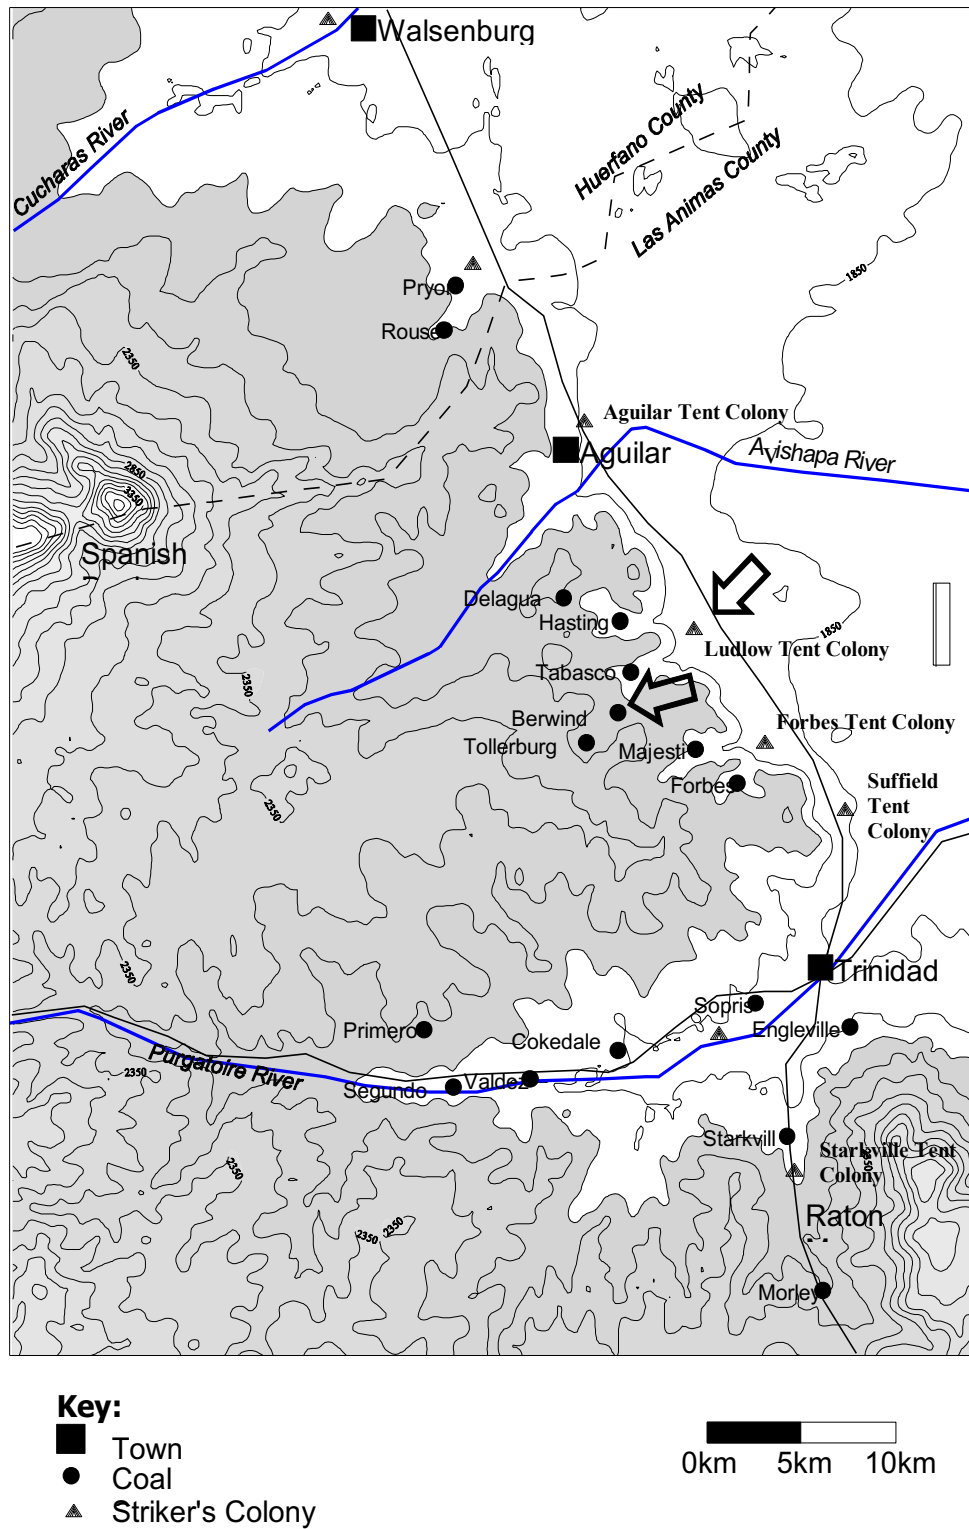 Walsenburg
Cucharas River
Huerfano County
Las Animas County
1850
Pryor
Rouse
2350
Aguilar Tent Colony
Aguilar
Avishapa River
2850
3350
Spanish
Delagua
Hasting
1850
Ludlow Tent Colony
Tabasco
2350
Berwind
Forbes Tent Colony
Tollerburg
Majesti
Forbes
Suffield
Tent
Colony
2350
2350
Trinidad
Sopris
Primero
Cokedale
Engleville
Purgatoire River
2350
Segundo
Valdez
Starkvill
Starkville Tent
Colony
1850
2350
2350
2350
Raton
Morley
Key:
Town
Coal
Striker's Colony
0km 5km 10km